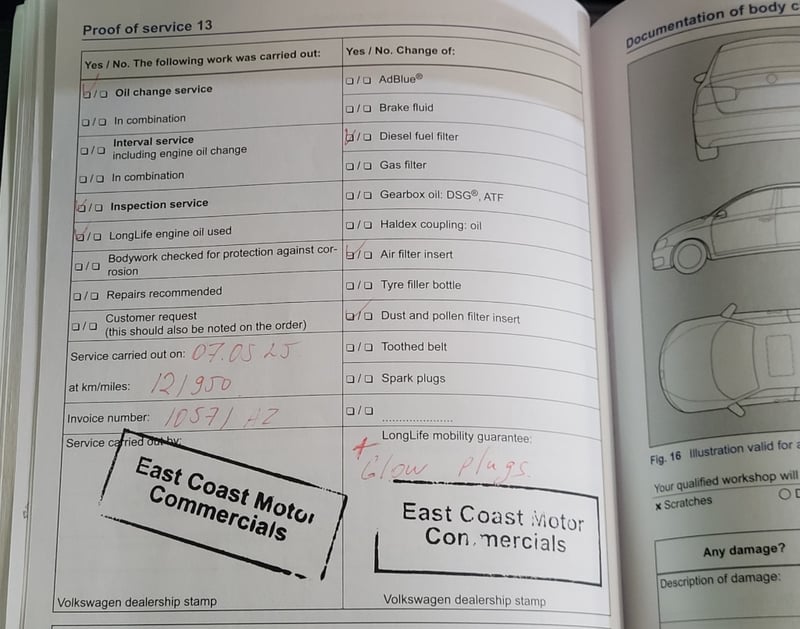 Proof of service 13
Yes / No. The following work was carried out:
❏/❏ Oil change service
❏/❏ In combination
❏/❏ Interval service
including engine oil change
❏/❏ In combination
❏/❏ Inspection service
❏/❏ LongLife engine oil used
❏/❏ Bodywork checked for protection against cor-
rosion
❏/❏ Repairs recommended
❏/❏ Customer request
(this should also be noted on the order)
Service carried out on: 07.05 25
at km/miles: 121950
Invoice number: 10571 AZ
Service carried out by:
East Coast Motor
Commercials
Volkswagen dealership stamp
Yes / No. Change of:
❏/❏ AdBlue®
❏/❏ Brake fluid
❏/❏ Diesel fuel filter
❏/❏ Gas filter
❏/❏ Gearbox oil: DSG®, ATF
❏/❏ Haldex coupling: oil
❏/❏ Air filter insert
❏/❏ Tyre filler bottle
❏/❏ Dust and pollen filter insert
❏/❏ Toothed belt
❏/❏ Spark plugs
❏/❏ ....................
LongLife mobility guarantee:
+ Glow plugs
East Coast Motor
Commercials
Volkswagen dealership stamp
Documentation of body
Fig. 16 Illustration valid for
Your qualified workshop will
x Scratches
Any damage?
Description of damage: